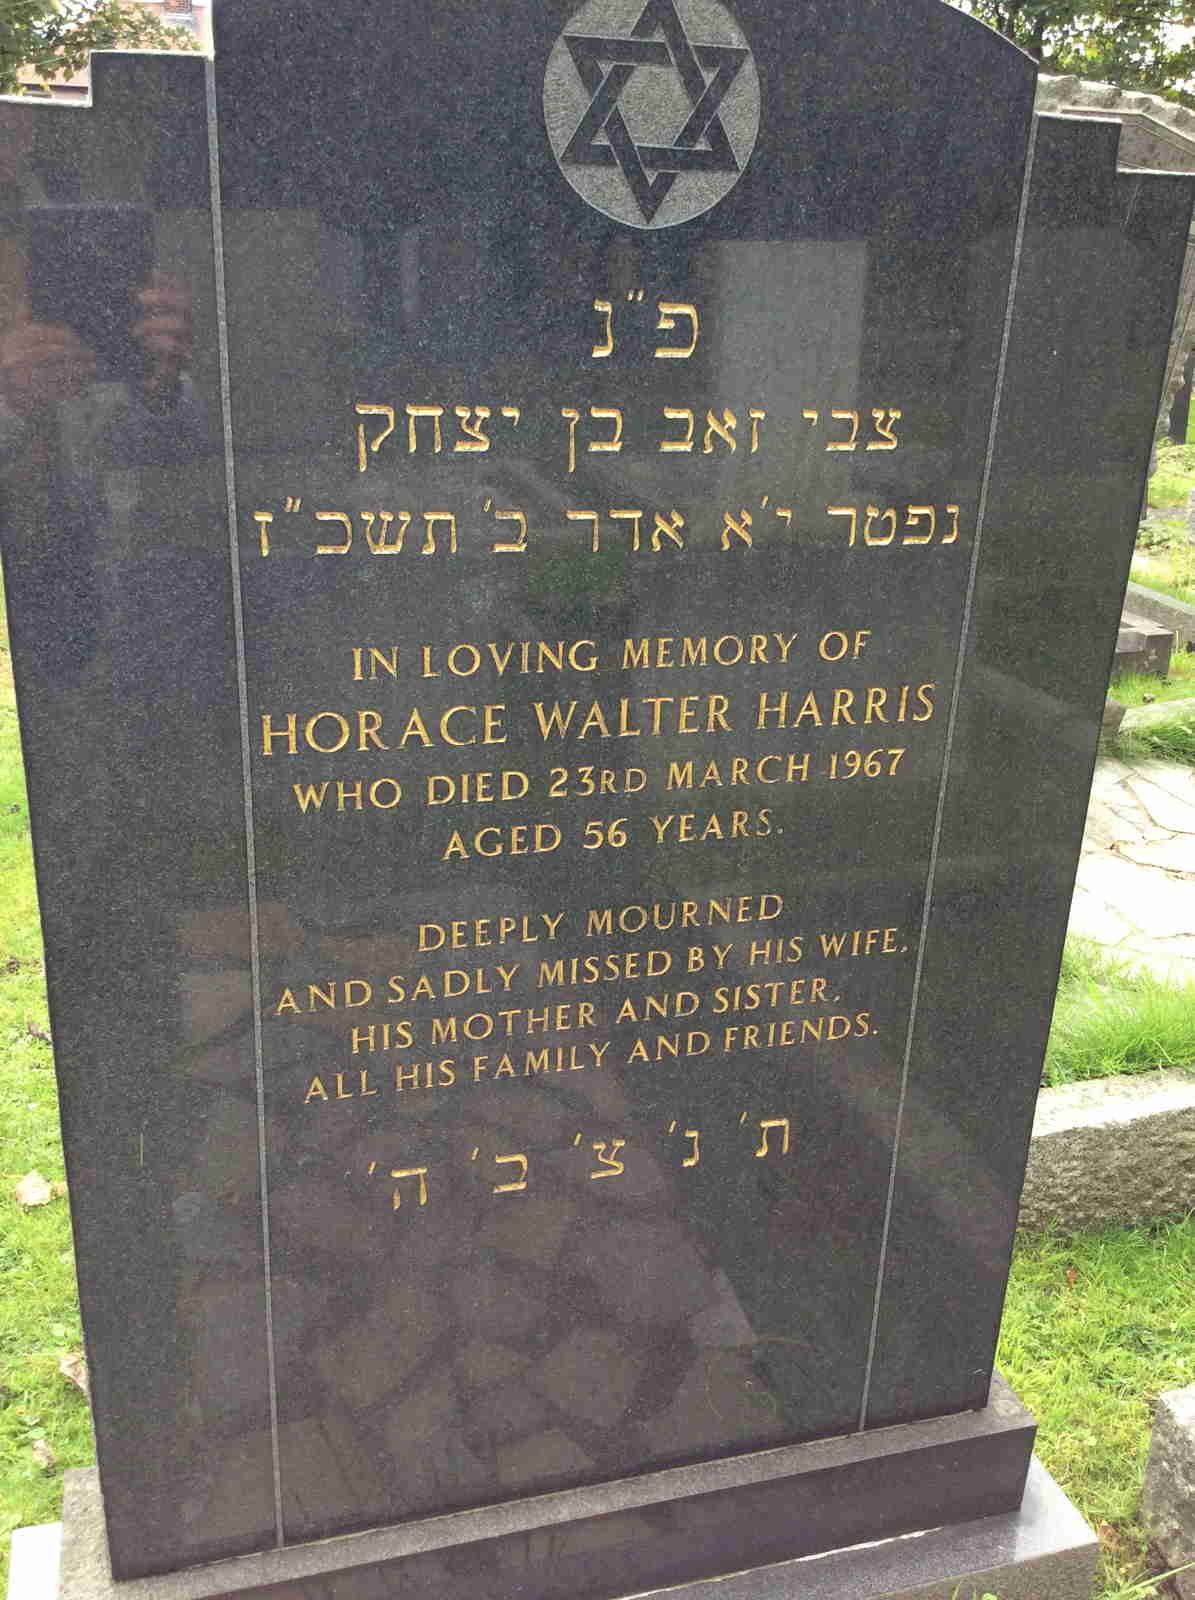 פ"נ
צבי זאב בן יצחק
נפטר י'א אדר ב' תשכ"ז
IN LOVING MEMORY OF
HORACE WALTER HARRIS
WHO DIED 23RD MARCH 1967
AGED 56 YEARS.
DEEPLY MOURNED
AND SADLY MISSED BY HIS WIFE,
HIS MOTHER AND SISTER,
ALL HIS FAMILY AND FRIENDS.
ת' נ' צ' ב' ה'